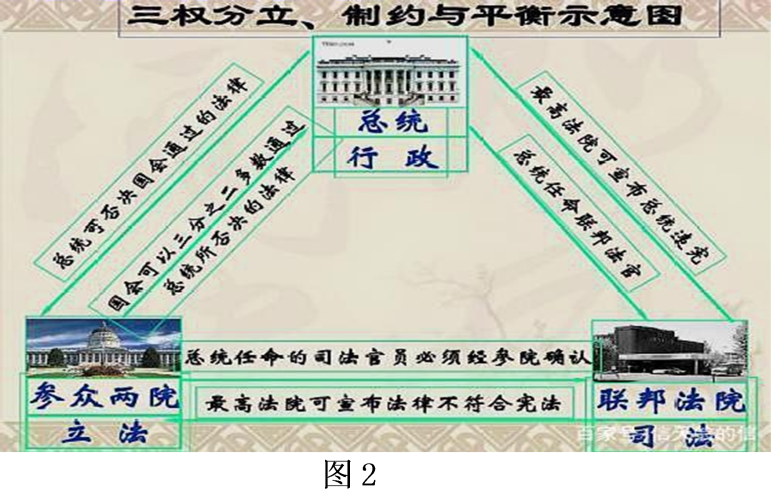 三权分立、制约与平衡示意图
总统
行 政
总统可否决国会通过的法律
国会可以三分之二多数通过
总统所否决的法律
最高法院可宣布总统违宪
总统任命联邦法官
总统任命的司法官员必须经参院确认
最高法院可宣布法律不符合宪法
参众两院
立 法
联邦法院
司 法
图2